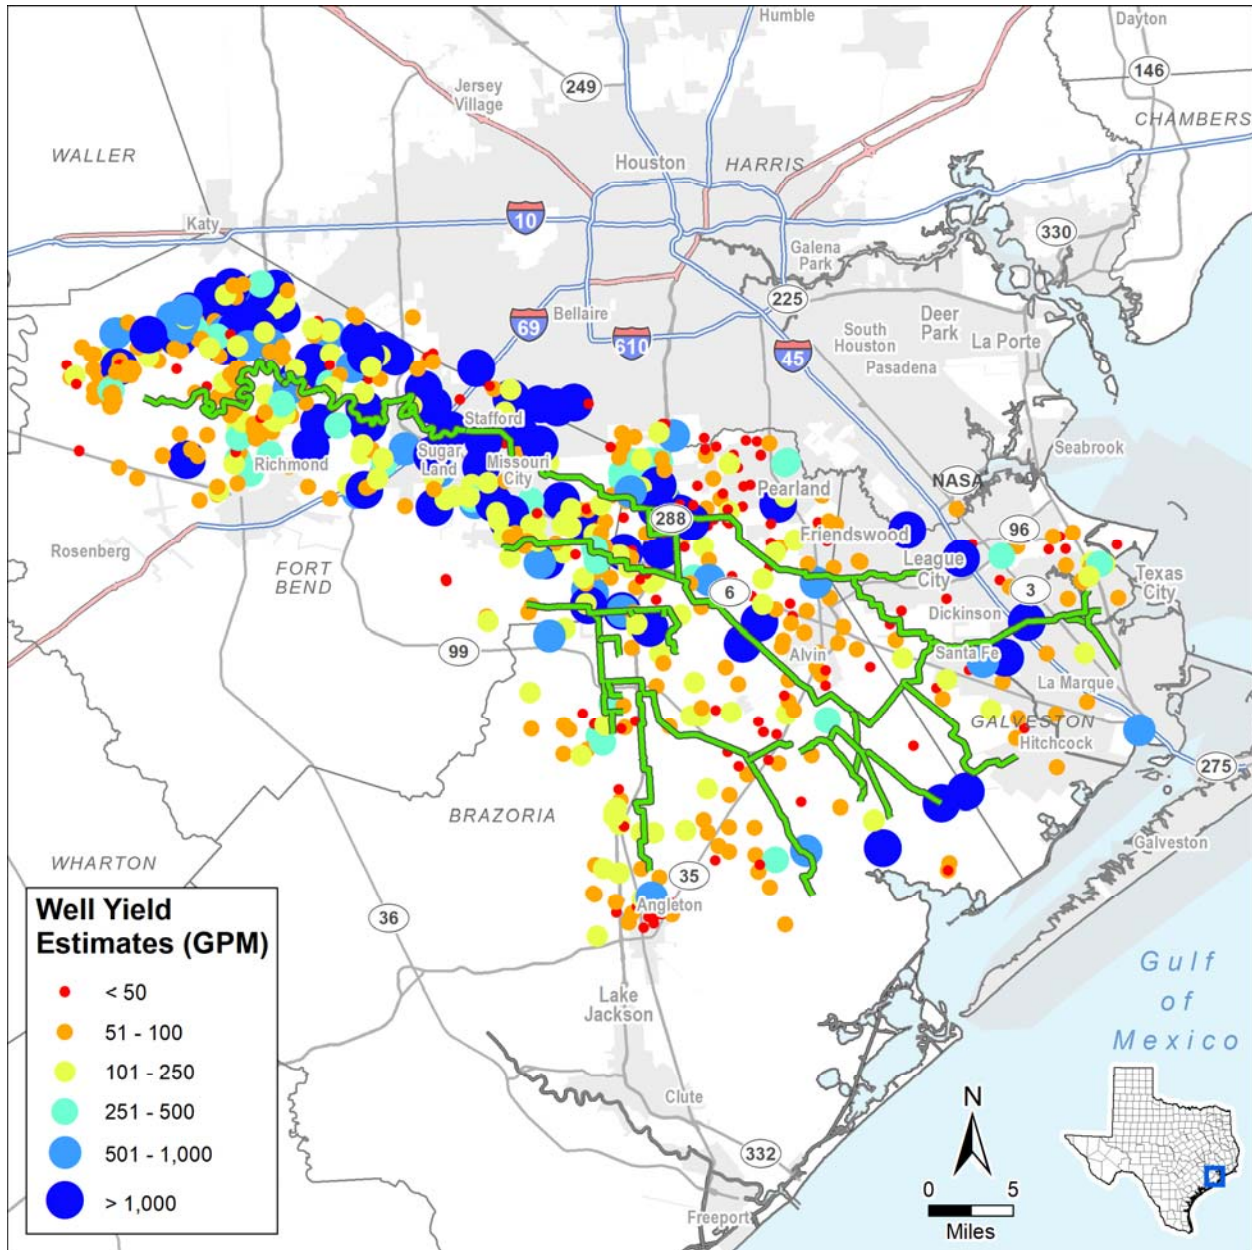 Humble
Dayton
249
146
Jersey
Village
CHAMBERS
WALLER
Houston
HARRIS
Katy
10
330
Galena
Park
225
69
Bellaire
610
45
South
Houston
Deer
Park
La Porte
Pasadena
Stafford
Sugar
Land
Missouri
City
Richmond
Seabrook
NASA
Pearland
288
Friendswood
96
Rosenberg
FORT
BEND
League
City
Texas
City
6
3
Dickinson
99
Alvin
Santa Fe
La Marque
GALVESTON
Hitchcock
275
BRAZORIA
Galveston
WHARTON
35
Angleton
36
Well Yield
Estimates (GPM)
< 50
51 - 100
101 - 250
251 - 500
501 - 1,000
> 1,000
Gulf
of
Mexico
Lake
Jackson
Clute
332
Freeport
N
0 5
Miles